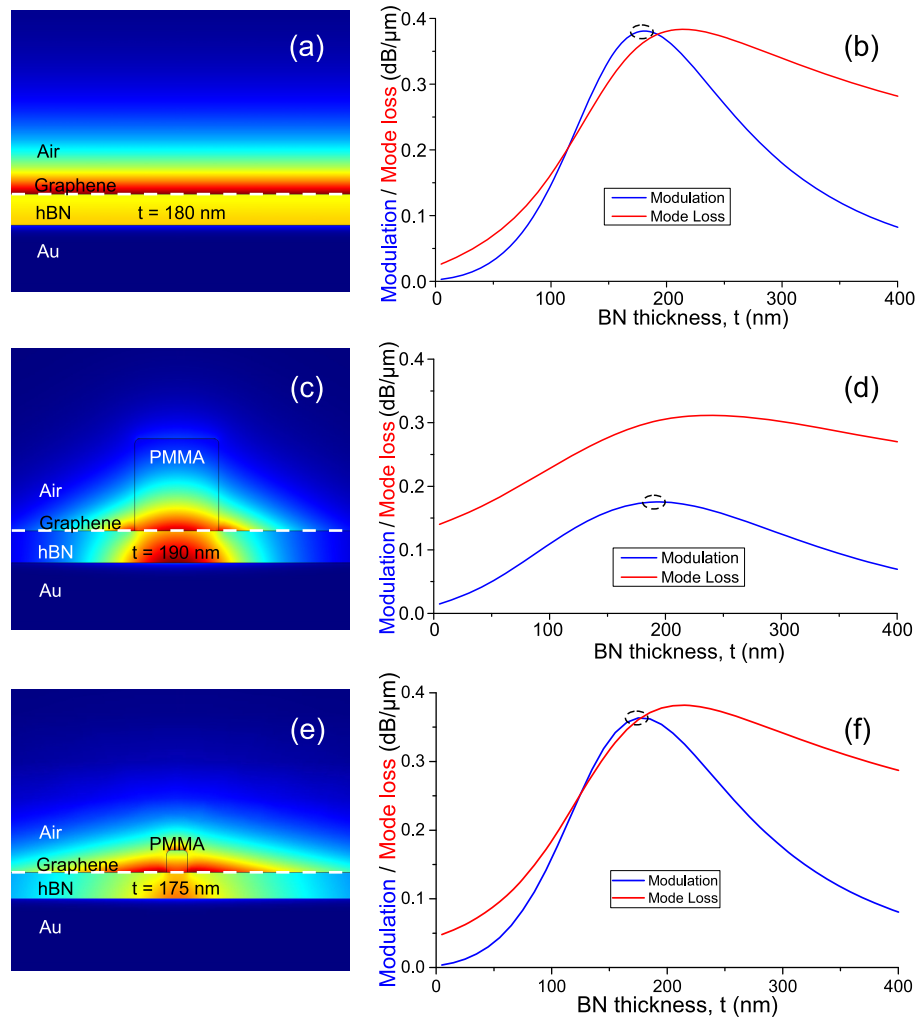 (a)
Air
Graphene
hBN t = 180 nm
Au
(b)
Modulation / Mode loss (dB/μm)
0.4
0.3
0.2
0.1
0.0
Modulation
Mode Loss
0 100 200 300 400
BN thickness, t (nm)
(c)
PMMA
Air
Graphene
hBN t = 190 nm
Au
(d)
Modulation / Mode loss (dB/μm)
0.4
0.3
0.2
0.1
0.0
Modulation
Mode Loss
0 100 200 300 400
BN thickness, t (nm)
(e)
Air
PMMA
Graphene
hBN t = 175 nm
Au
(f)
Modulation / Mode loss (dB/μm)
0.4
0.3
0.2
0.1
0.0
Modulation
Mode Loss
0 100 200 300 400
BN thickness, t (nm)